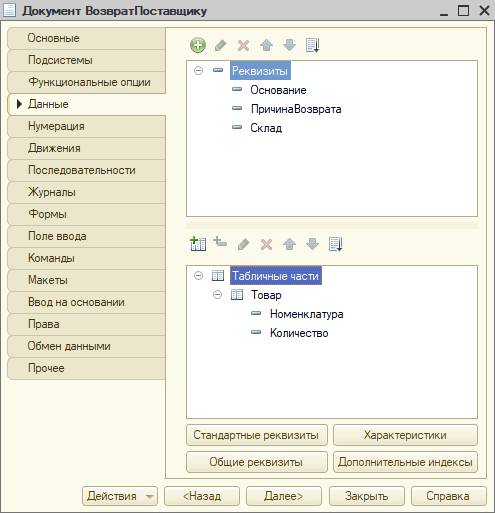 Документ ВозвратПоставщику
Основные
Подсистемы
Функциональные опции
Данные
Нумерация
Движения
Последовательности
Журналы
Формы
Поле ввода
Команды
Макеты
Ввод на основании
Права
Обмен данными
Прочее
Реквизиты
Основание
ПричинаВозврата
Склад
Табличные части
Товар
Номенклатура
Количество
Стандартные реквизиты
Характеристики
Общие реквизиты
Дополнительные индексы
Действия
<Назад
Далее>
Закрыть
Справка